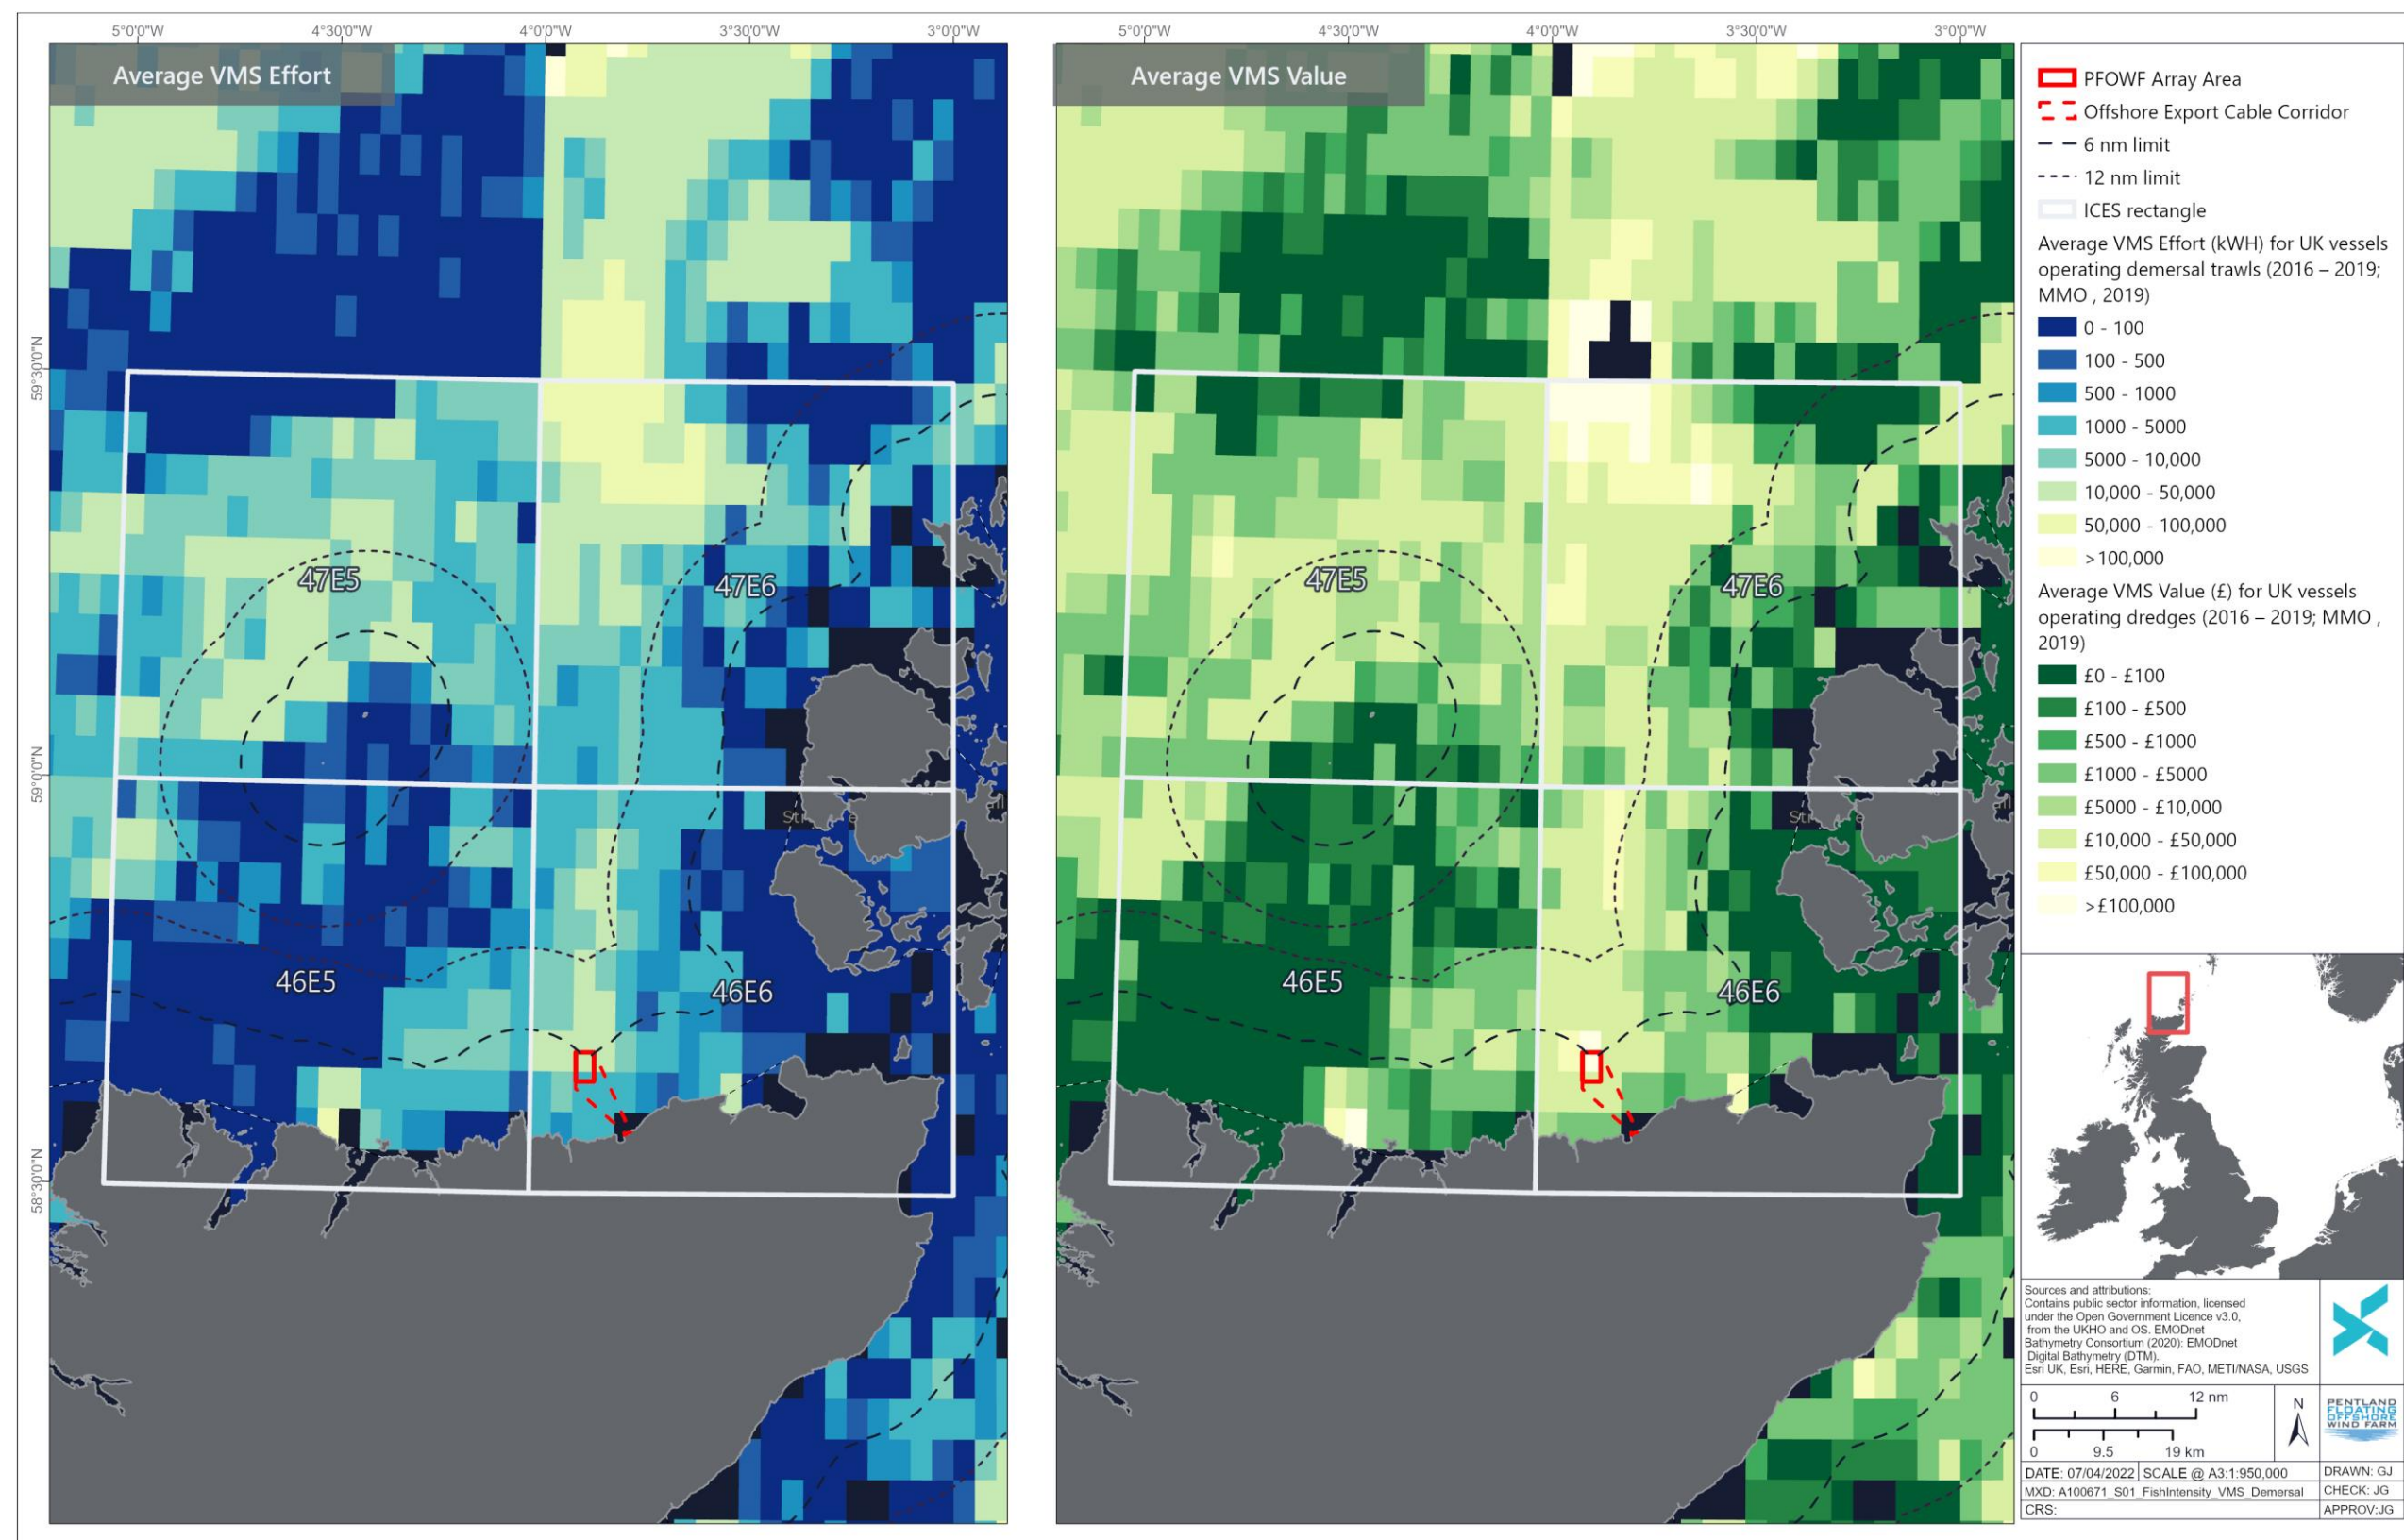 5°0'0"W 4°30'0"W 4°0'0"W 3°30'0"W 3°0'0"W
5°0'0"W 4°30'0"W 4°0'0"W 3°30'0"W 3°0'0"W
Average VMS Effort
59°30'0"N
59°0'0"N
58°30'0"N
47E5
47E6
46E5
46E6
Average VMS Value
47E5
47E6
46E5
46E6
PFOWF Array Area
Offshore Export Cable Corridor
6 nm limit
12 nm limit
ICES rectangle
Average VMS Effort (kWH) for UK vessels
operating demersal trawls (2016 – 2019;
MMO , 2019)
0 - 100
100 - 500
500 - 1000
1000 - 5000
5000 - 10,000
10,000 - 50,000
50,000 - 100,000
>100,000
Average VMS Value (£) for UK vessels
operating dredges (2016 – 2019; MMO ,
2019)
£0 - £100
£100 - £500
£500 - £1000
£1000 - £5000
£5000 - £10,000
£10,000 - £50,000
£50,000 - £100,000
>£100,000
Sources and attributions:
Contains public sector information, licensed
under the Open Government Licence v3.0,
from the UKHO and OS. EMODnet
Bathymetry Consortium (2020): EMODnet
Digital Bathymetry (DTM).
Esri UK, Esri, HERE, Garmin, FAO, METI/NASA, USGS
0 6 12 nm
0 9.5 19 km
N
PENTLAND
FLOATING
OFFSHORE
WIND FARM
DATE: 07/04/2022 SCALE @ A3:1:950,000 DRAWN: GJ
MXD: A100671_S01_FishIntensity_VMS_Demersal CHECK: JG
CRS: APPROV:JG